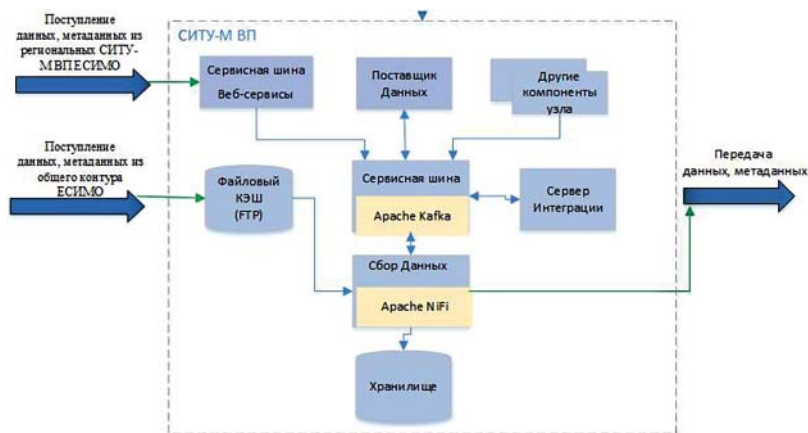 Поступление
данных, метаданных из
региональных СИТУ-
МВПЕСИМО
СИТУ-М ВП
Сервисная шина
Веб-сервисы
Поставщик
Данных
Другие
компоненты
узла
Поступление
данных, метаданных из
общего контура
ЕСИМО
Файловый
КЭШ
(FTP)
Сервисная шина
Apache Kafka
Сервер
Интеграции
Передача
данных, метаданных
Сбор Данных
Apache NiFi
Хранилище